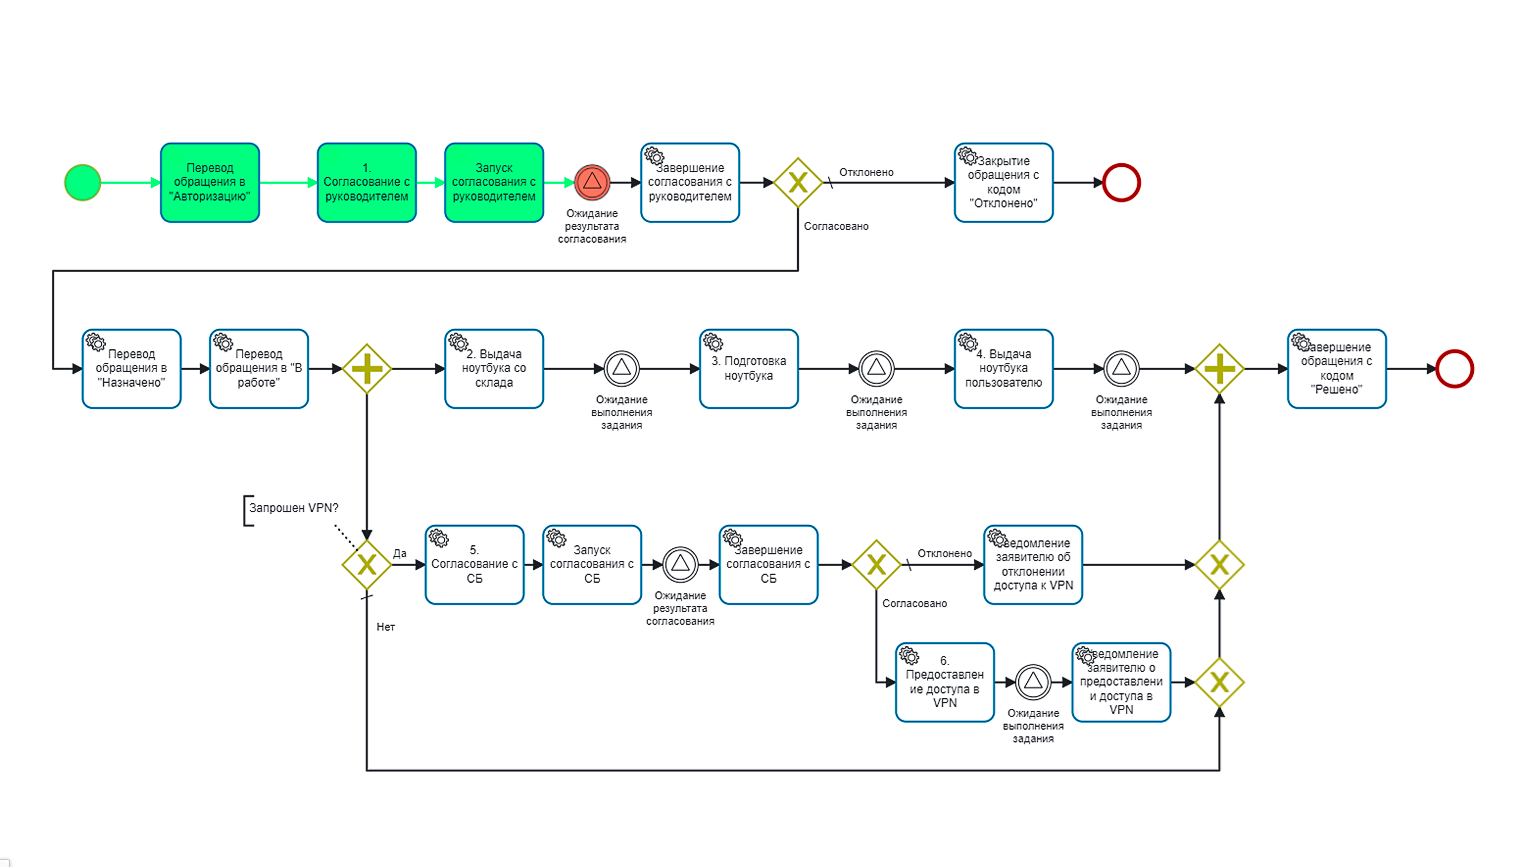 Перевод
обращения в
"Авторизацию"
1.
Согласование с
руководителем
Запуск
согласования с
руководителем
Ожидание
результата
согласования
Завершение
согласования с
руководителем
Отклонено
Согласовано
Закрытие
обращения с
кодом
"Отклонено"
Перевод
обращения в
"Назначено"
Перевод
обращения в "В
работе"
2. Выдача
ноутбука со
склада
Ожидание
выполнения
задания
3. Подготовка
ноутбука
Ожидание
выполнения
задания
4. Выдача
ноутбука
пользователю
Ожидание
выполнения
задания
Завершение
обращения с
кодом
"Решено"
Запрошен VPN?
Да
Нет
5.
Согласование с
СБ
Запуск
согласования с
СБ
Ожидание
результата
согласования
Завершение
согласования с
СБ
Отклонено
Согласовано
Уведомление
заявителю об
отклонении
доступа к VPN
6.
Предоставлен
ие доступа в
VPN
Ожидание
выполнения
задания
Уведомление
заявителю о
предоставлени
и доступа в
VPN